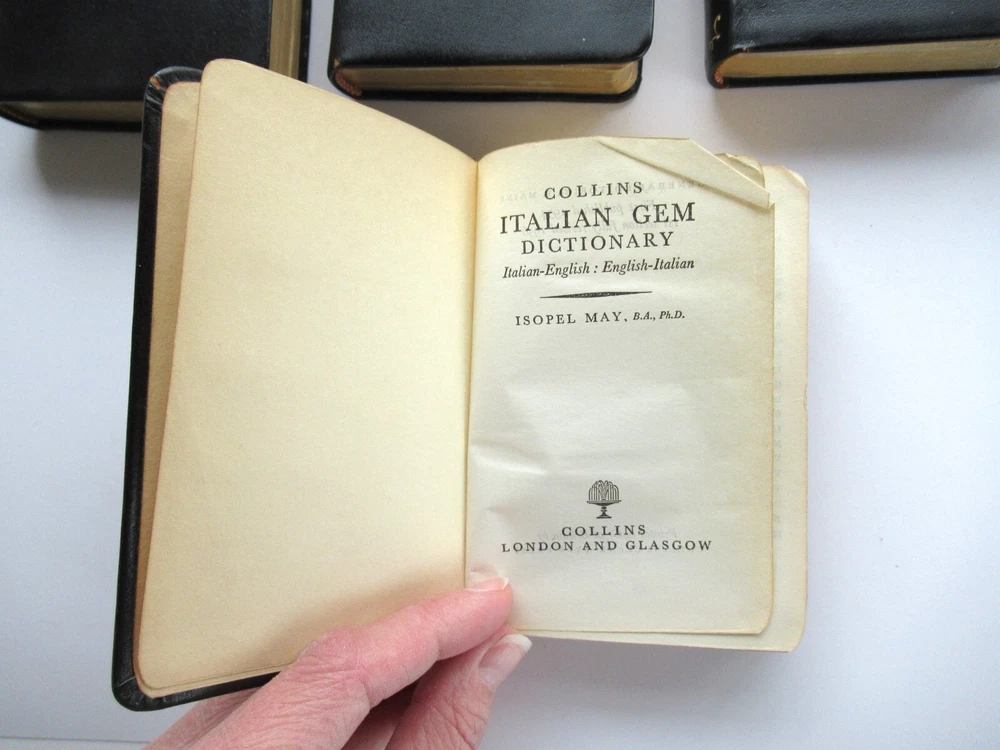 COLLINS
ITALIAN GEM
DICTIONARY
Italian-English : English-Italian
ISOPEL MAY, B.A., Ph.D.
COLLINS
LONDON AND GLASGOW